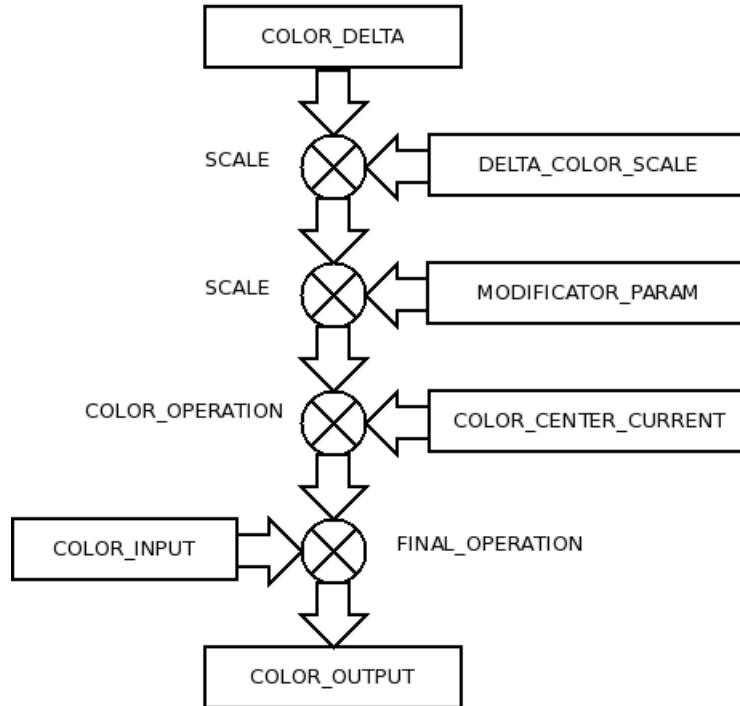 COLOR_DELTA
SCALE
DELTA_COLOR_SCALE
SCALE
MODIFICATOR_PARAM
COLOR_OPERATION
COLOR_CENTER_CURRENT
COLOR_INPUT
FINAL_OPERATION
COLOR_OUTPUT